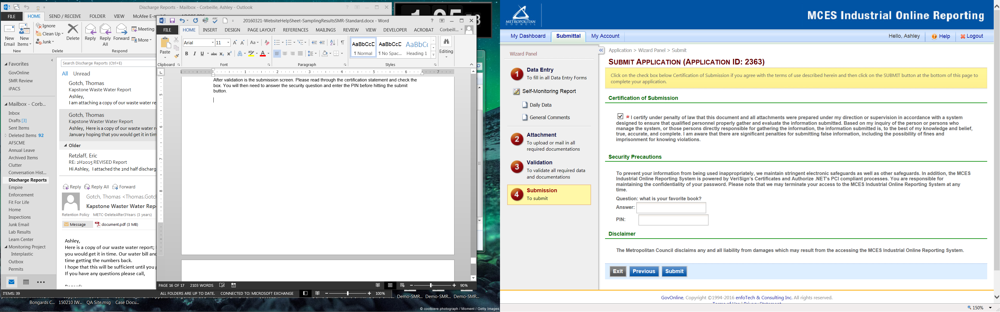 Discharge Reports - Mailbox - Corbeille, Ashley - Outlook
FILE HOME SEND / RECEIVE FOLDER VIEW
New Email
New Items
Ignore
Clean Up
Junk
Delete
Reply
Reply All
Forward
Meeting
More
New Delete Respond
Favorites
GovOnline
SMR Review
iPACS
Mailbox - Corb...
Inbox
Drafts [3]
Sent Items
Deleted Items 92
AFSCME
Annual Leave
Archived Items
Clutter
Conversation Hist...
Discharge Reports
Empire
Enforcement
Fit For Life
Home
Inspections
Junk Email
Lab Results
Learn Center
Monitoring Project
Interplastic
Outbox
Permits
ITEMS: 39
Search Discharge Reports (Ctrl+E)
All Unread
Gotch, Thomas
Kapstone Waste Water Report
Ashley,
I am attaching a copy of our waste water re
Gotch, Thomas
Kapstone Waster Water Report
Ashley, Here is a copy of our waste water r
January hoping that you would get it in tim
Older
Retzlaff, Eric
RE: 2H2015 REVISED Report
Hi Ashley, I attached the 2nd half discharg
Reply Reply All Forward
Gotch, Thomas <Thomas.Gotc
Kapstone Waster Water Repo
Retention Policy METC-DeleteAfter3Years (3 years)
Message document.pdf (3 MB)
Ashley,
Here is a copy of our waste water report;
you would get it in time. Our water bill and
time getting the numbers back.
I hope that this will be sufficient until you
If you have any questions please call,
ALL FOLDERS ARE UP TO DATE. CONNECTED TO: MICROSOFT EXCHANGE 100%
20160321-WebsiteHelpSheet-SamplingResultsSMR-Standard.docx - Word
FILE HOME INSERT DESIGN PAGE LAYOUT REFERENCES MAILINGS REVIEW VIEW DEVELOPER ACROBAT Corbeill...
Paste
Arial 11
AaBbCcD AaBbCcD AaBbCc
¶ Normal ¶ No Spac... Heading 1
Editing
Clipboard Font Paragraph Styles
After validation is the submission screen. Please read through the certification statement and check the
box. You will then need to answer the security question and enter the PIN before hitting the submit
button.
PAGE 16 OF 17 2103 WORDS 90%
Bongards C... 150210 IW... QA Site.msg Case Docu...
Demo-SMR... Demo-SMR... Demo-SMR...
© coolbiere photograph / Moment / Getty Images
METROPOLITAN
COUNCIL
MCES Industrial Online Reporting
My Dashboard Submittal My Account Hello, Ashley Help Logout
Wizard Panel
1 Data Entry
To fill in all Data Entry Forms
Self-Monitoring Report
Daily Data
General Comments
2 Attachment
To upload or mail in all
required documentations
3 Validation
To validate all required data
and documentations
4 Submission
To submit
Application > Wizard Panel > Submit
SUBMIT APPLICATION (APPLICATION ID: 2363)
Click on the check box below Certification of Submission if you agree with the terms of use described herein and then click on the SUBMIT button at the bottom of this page to
complete your application.
Certification of Submission
I certify under penalty of law that this document and all attachments were prepared under my direction or supervision in accordance with a system
designed to ensure that qualified personnel properly gather and evaluate the information submitted. Based on my inquiry of the person or persons who
manage the system, or those persons directly responsible for gathering the information, the information submitted is, to the best of my knowledge and belief,
true, accurate, and complete. I am aware that there are significant penalties for submitting false information, including the possibility of fines and
imprisonment for knowing violations.
Security Precautions
To prevent your information from being used inappropriately, we maintain stringent electronic safeguards as well as other safeguards. In addition, the MCES
Industrial Online Reporting System is powered by VeriSign's Certificates and Authorize .NET's PCI compliant processes. You are responsible for
maintaining the confidentiality of your password. Please note that we may terminate your access to the MCES Industrial Online Reporting System at any
time.
Question: what is your favorite book?
Answer:
PIN:
Disclaimer
The Metropolitan Council disclaims any and all liability from damages which may result from the accessing the MCES Industrial Online Reporting System.
Exit Previous Submit
GovOnline, Copyright ©1994-2016 enfoTech & Consulting Inc. All rights reserved.
150%